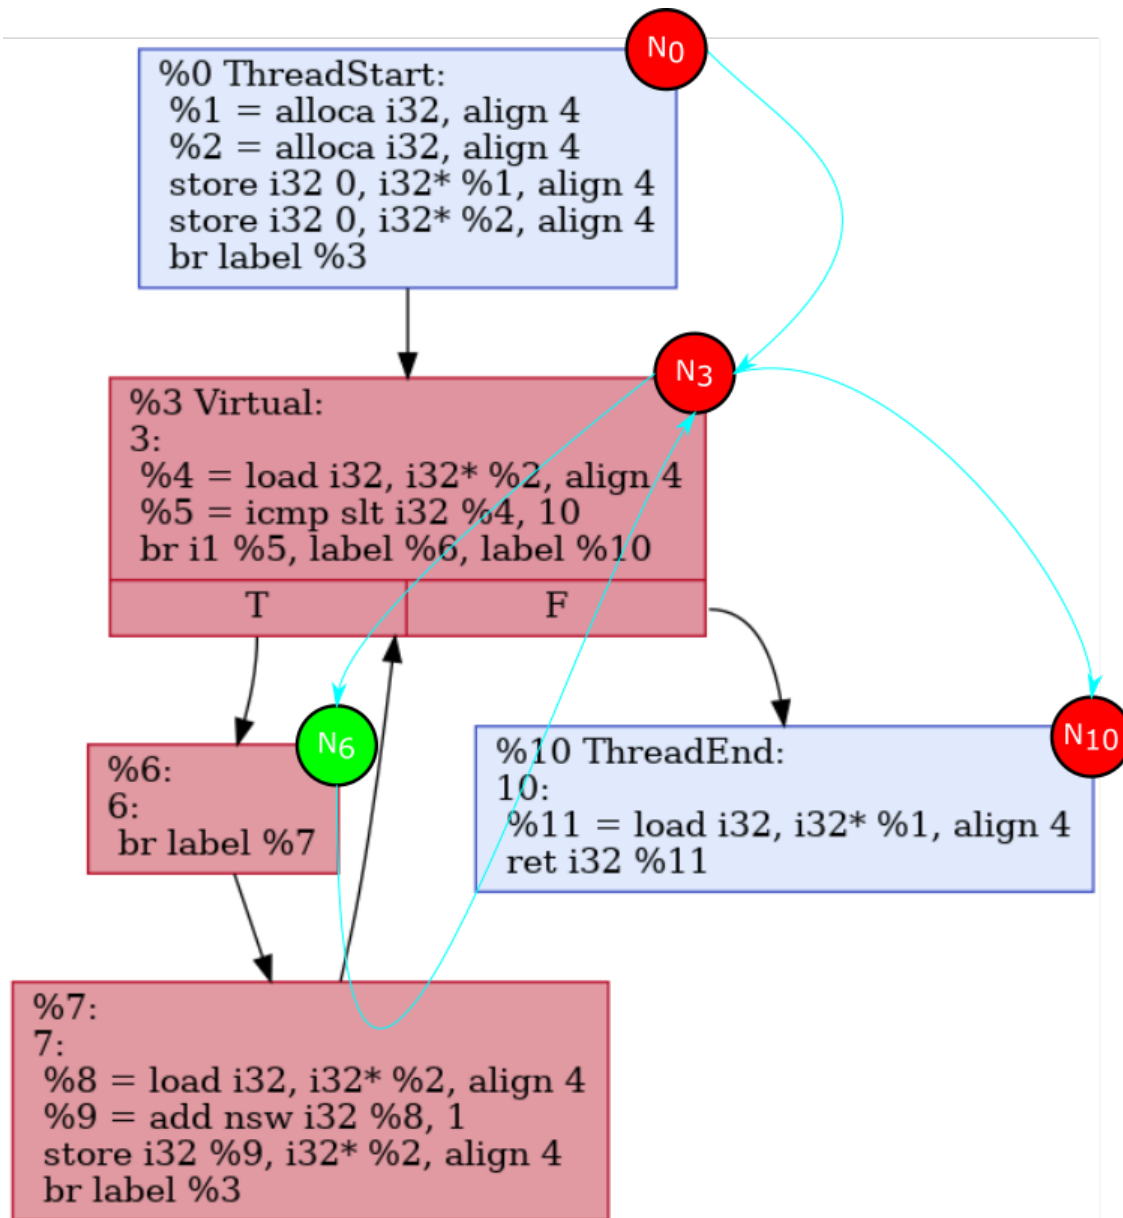 N0
%0 ThreadStart:
%1 = alloca i32, align 4
%2 = alloca i32, align 4
store i32 0, i32* %1, align 4
store i32 0, i32* %2, align 4
br label %3
N3
%3 Virtual:
3:
%4 = load i32, i32* %2, align 4
%5 = icmp slt i32 %4, 10
br i1 %5, label %6, label %10
T F
N6
%6:
6:
br label %7
N10
%10 ThreadEnd:
10:
%11 = load i32, i32* %1, align 4
ret i32 %11
%7:
7:
%8 = load i32, i32* %2, align 4
%9 = add nsw i32 %8, 1
store i32 %9, i32* %2, align 4
br label %3